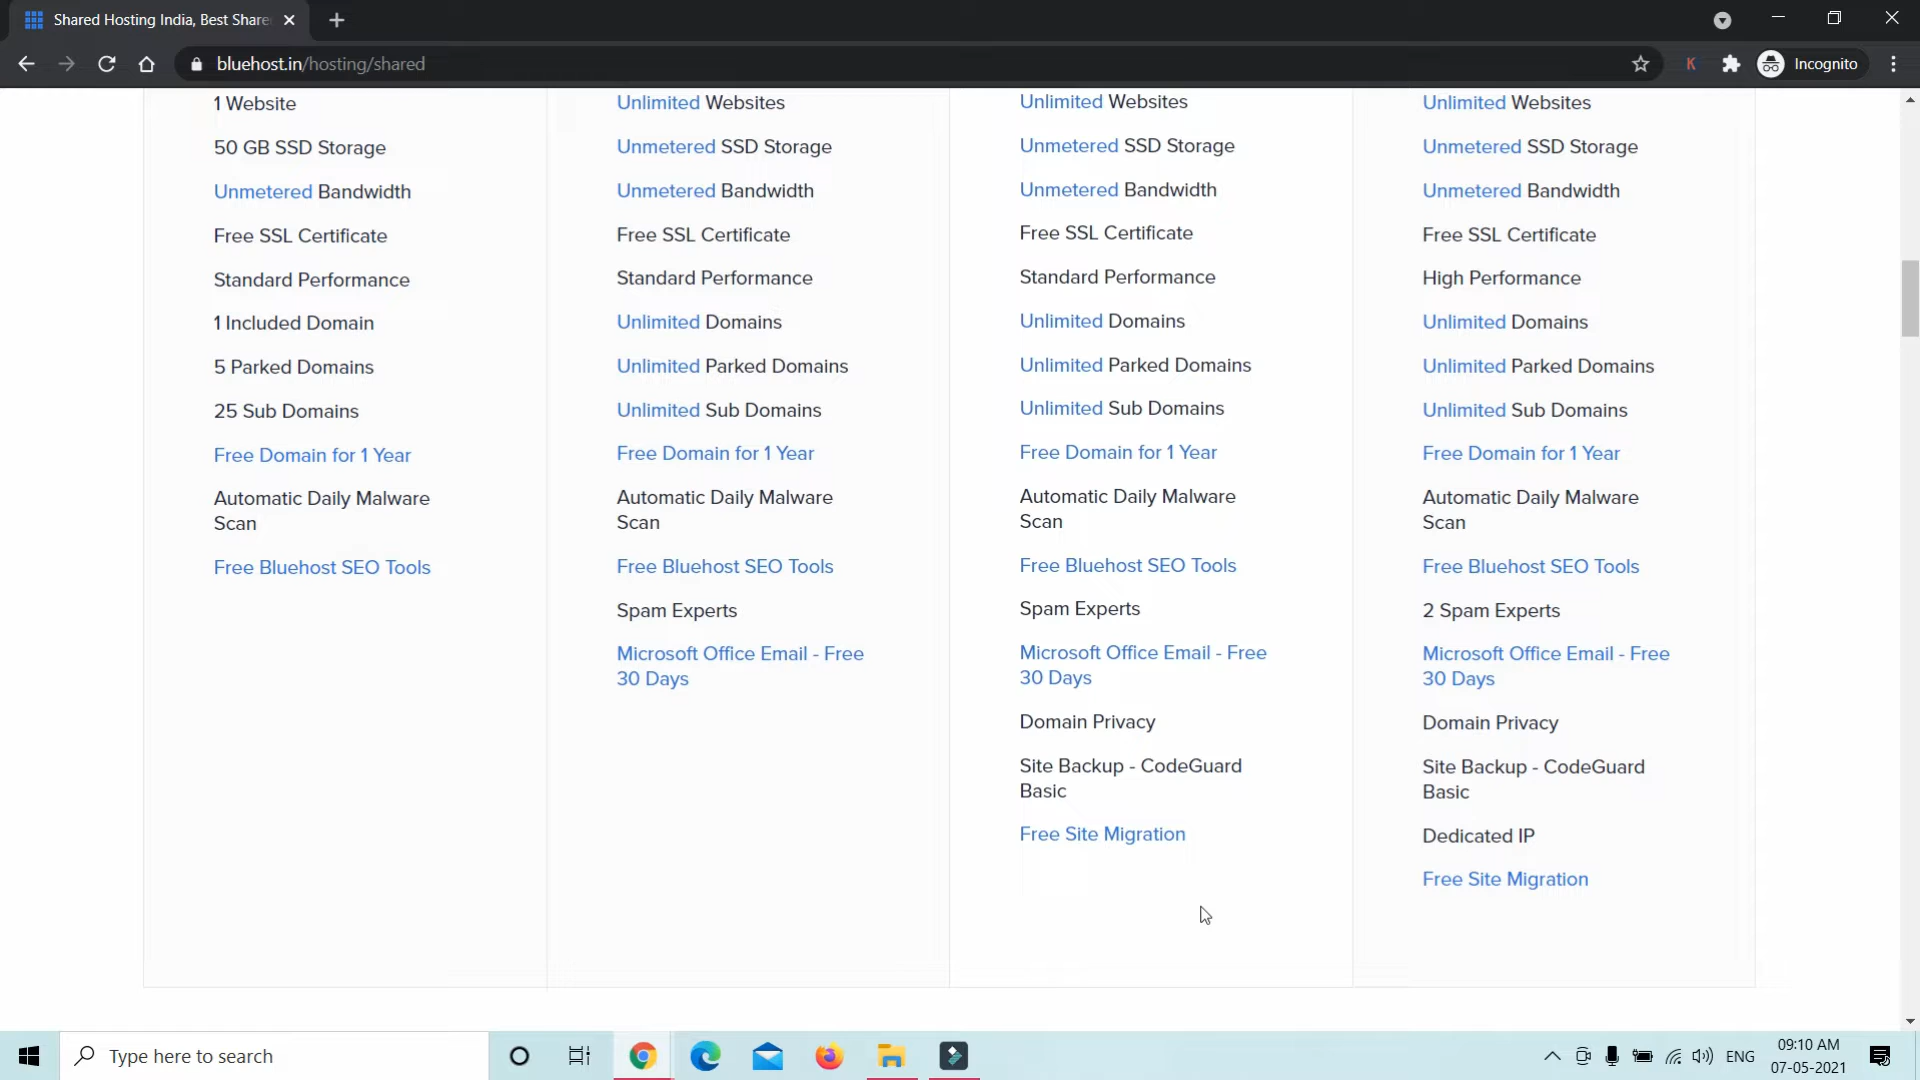 Shared Hosting India, Best Share
bluehost.in/hosting/shared
K
Incognito
1 Website
50 GB SSD Storage
Unmetered Bandwidth
Free SSL Certificate
Standard Performance
1 Included Domain
5 Parked Domains
25 Sub Domains
Free Domain for 1 Year
Automatic Daily Malware
Scan
Free Bluehost SEO Tools
Unlimited Websites
Unmetered SSD Storage
Unmetered Bandwidth
Free SSL Certificate
Standard Performance
Unlimited Domains
Unlimited Parked Domains
Unlimited Sub Domains
Free Domain for 1 Year
Automatic Daily Malware
Scan
Free Bluehost SEO Tools
Spam Experts
Microsoft Office Email - Free
30 Days
Unlimited Websites
Unmetered SSD Storage
Unmetered Bandwidth
Free SSL Certificate
Standard Performance
Unlimited Domains
Unlimited Parked Domains
Unlimited Sub Domains
Free Domain for 1 Year
Automatic Daily Malware
Scan
Free Bluehost SEO Tools
Spam Experts
Microsoft Office Email - Free
30 Days
Domain Privacy
Site Backup - CodeGuard
Basic
Free Site Migration
Unlimited Websites
Unmetered SSD Storage
Unmetered Bandwidth
Free SSL Certificate
High Performance
Unlimited Domains
Unlimited Parked Domains
Unlimited Sub Domains
Free Domain for 1 Year
Automatic Daily Malware
Scan
Free Bluehost SEO Tools
2 Spam Experts
Microsoft Office Email - Free
30 Days
Domain Privacy
Site Backup - CodeGuard
Basic
Dedicated IP
Free Site Migration
Type here to search
ENG
09:10 AM
07-05-2021